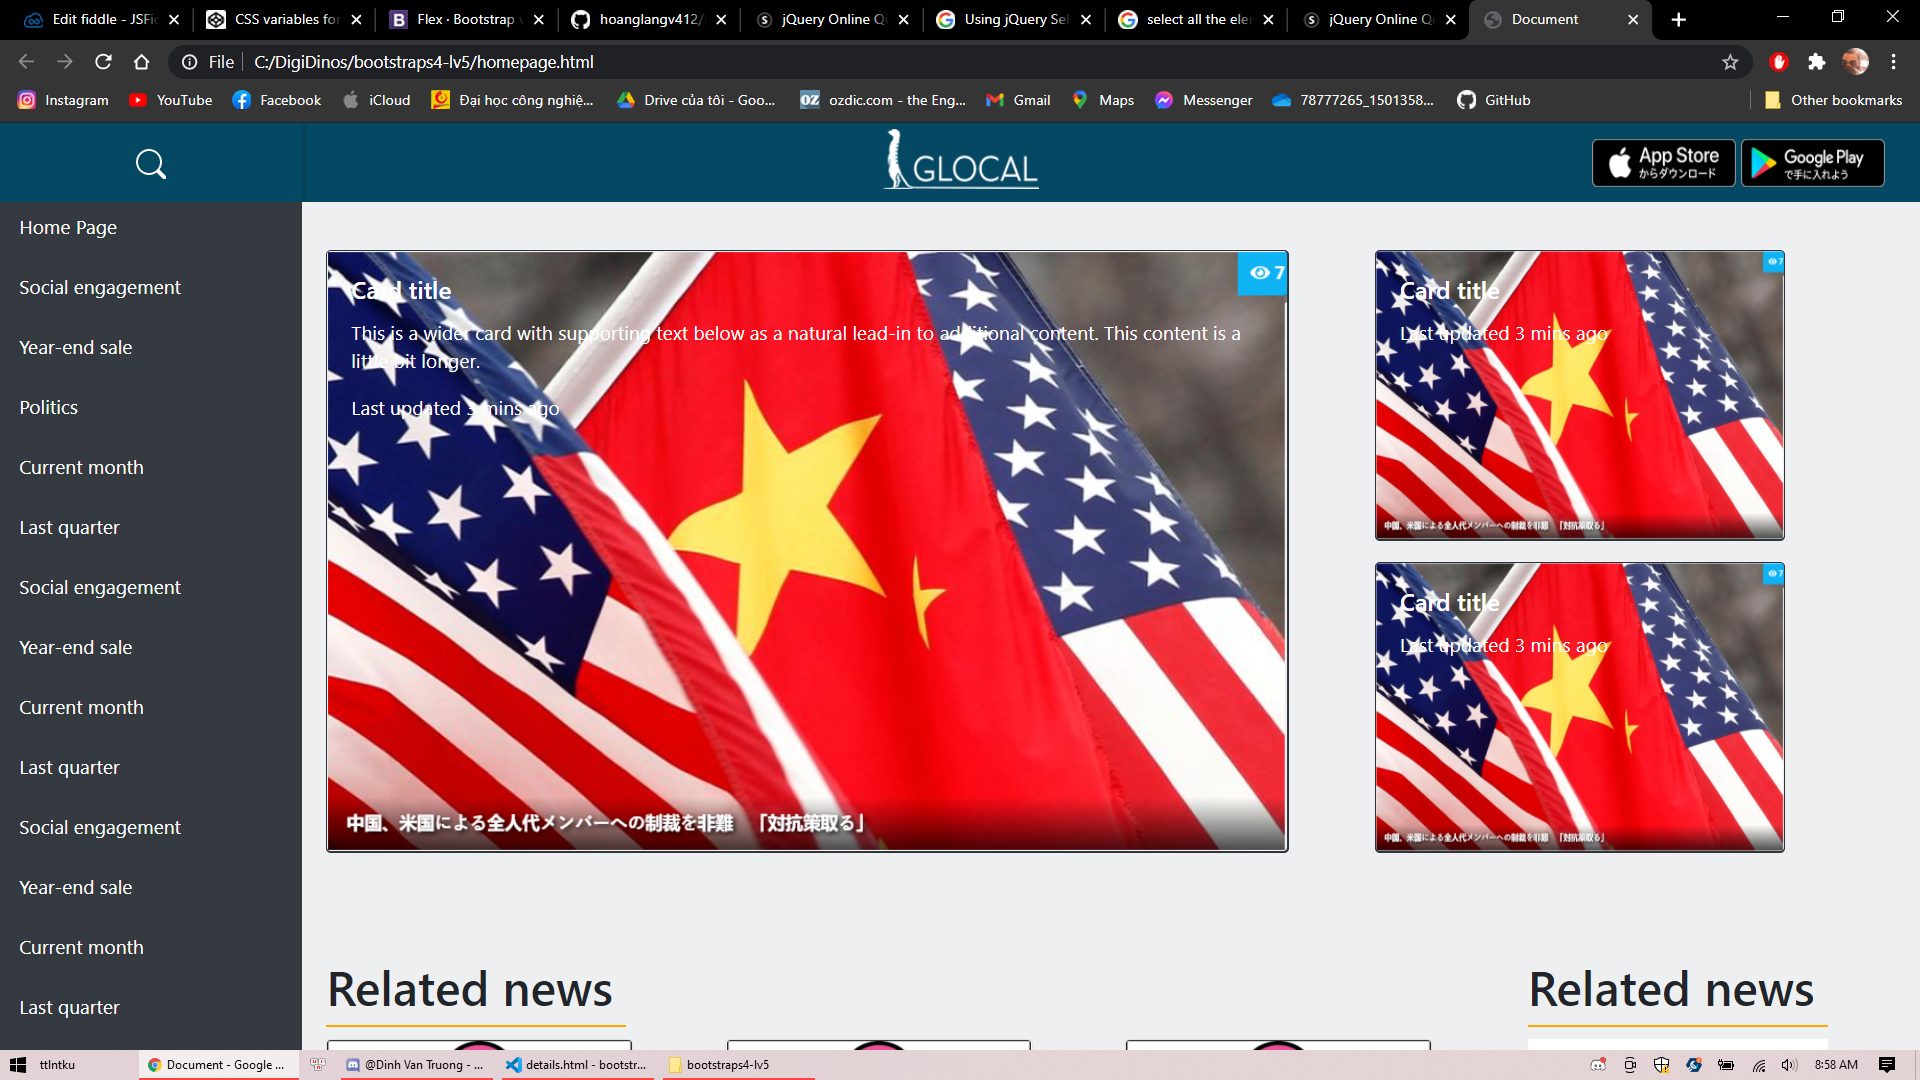 Edit fiddle - JSFi
CSS variables for
Flex · Bootstrap v
hoanglangv412/
jQuery Online Q
Using jQuery Sel
select all the ele
jQuery Online Q
Document
File
C:/DigiDinos/bootstraps4-lv5/homepage.html
Instagram
YouTube
Facebook
iCloud
Đại học công nghiệ...
Drive của tôi - Goo...
OZ
ozdic.com - the Eng...
Gmail
Maps
Messenger
78777265_1501358...
GitHub
Other bookmarks
GLOCAL
App Store
からダウンロード
Google Play
で手に入れよう
Home Page
Social engagement
Year-end sale
Politics
Current month
Last quarter
Social engagement
Year-end sale
Current month
Last quarter
Social engagement
Year-end sale
Current month
Last quarter
7
Card title
This is a wider card with supporting text below as a natural lead-in to additional content. This content is a
little bit longer.
Last updated 3 mins ago
中国、米国による全人代メンバーへの制裁を非難 「対抗策取る」
7
Card title
Last updated 3 mins ago
中国、米国による全人代メンバーへの制裁を非難 「対抗策取る」
7
Card title
Last updated 3 mins ago
中国、米国による全人代メンバーへの制裁を非難 「対抗策取る」
Related news
Related news
ttlntku
Document - Google ...
@Dinh Van Truong - ...
details.html - bootstr...
bootstraps4-lv5
8:58 AM